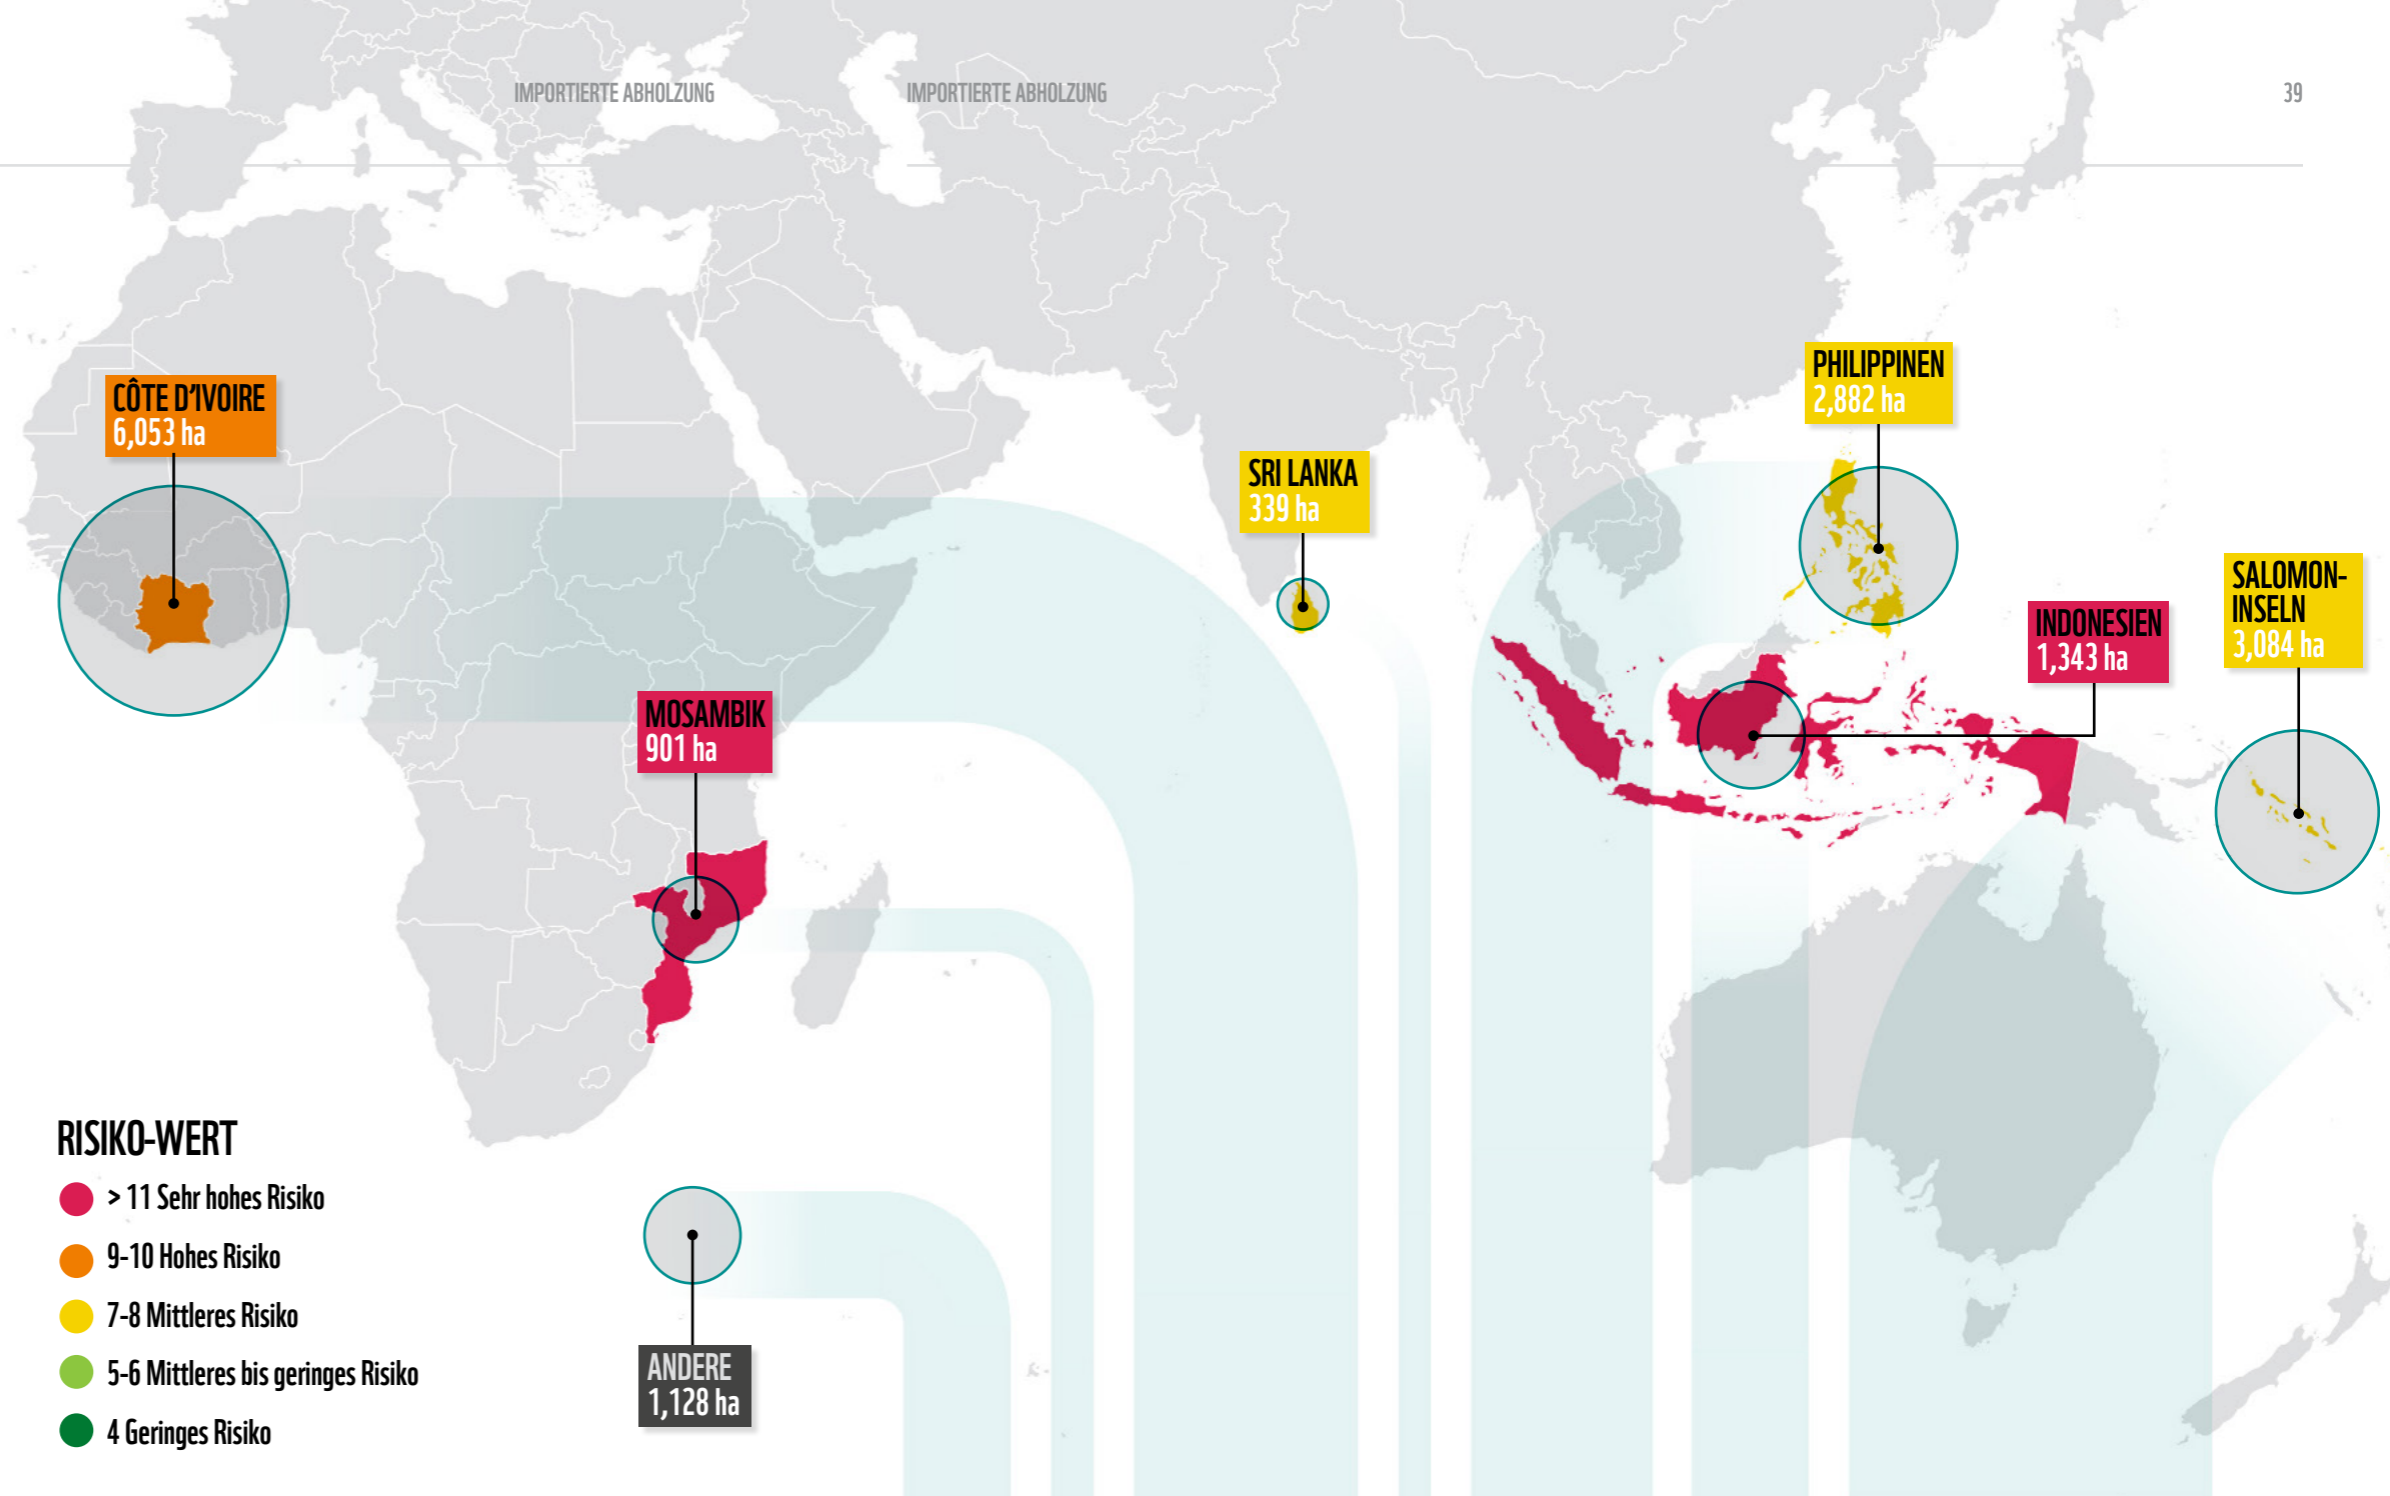 IMPORTIERTE ABHOLZUNG
IMPORTIERTE ABHOLZUNG
39
CÔTE D'IVOIRE
6,053 ha
MOSAMBIK
901 ha
SRI LANKA
339 ha
PHILIPPINEN
2,882 ha
INDONESIEN
1,343 ha
SALOMON-
INSELN
3,084 ha
ANDERE
1,128 ha
RISIKO-WERT
> 11 Sehr hohes Risiko
9-10 Hohes Risiko
7-8 Mittleres Risiko
5-6 Mittleres bis geringes Risiko
4 Geringes Risiko